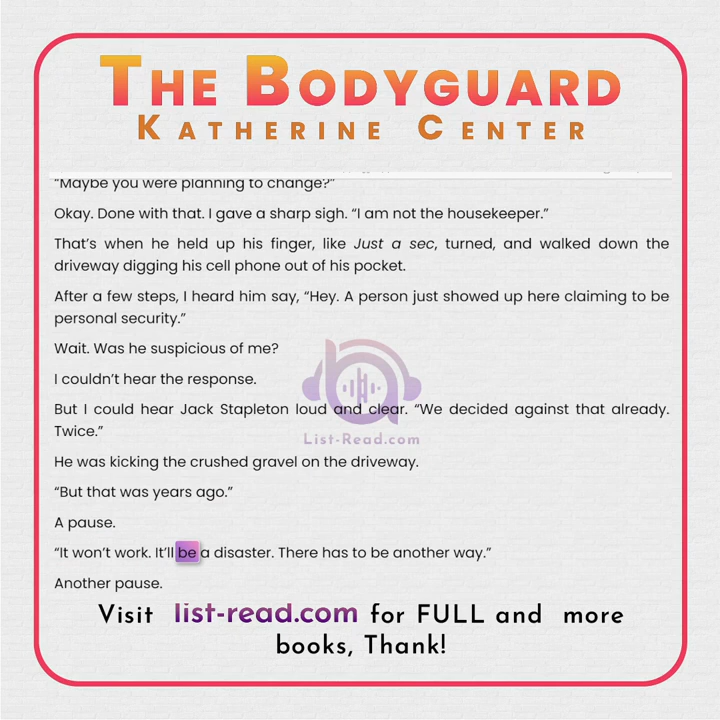 THE BODYGUARD
KATHERINE CENTER
“Maybe you were planning to change?”
Okay. Done with that. I gave a sharp sigh. “I am not the housekeeper.”
That’s when he held up his finger, like Just a sec, turned, and walked down the
driveway digging his cell phone out of his pocket.
After a few steps, I heard him say, “Hey. A person just showed up here claiming to be
personal security.”
Wait. Was he suspicious of me?
I couldn’t hear the response.
But I could hear Jack Stapleton loud and clear. “We decided against that already.
Twice.”
List-Read.com
He was kicking the crushed gravel on the driveway.
“But that was years ago.”
A pause.
“It won’t work. It’ll be a disaster. There has to be another way.”
Another pause.
Visit list-read.com for FULL and more
books, Thank!